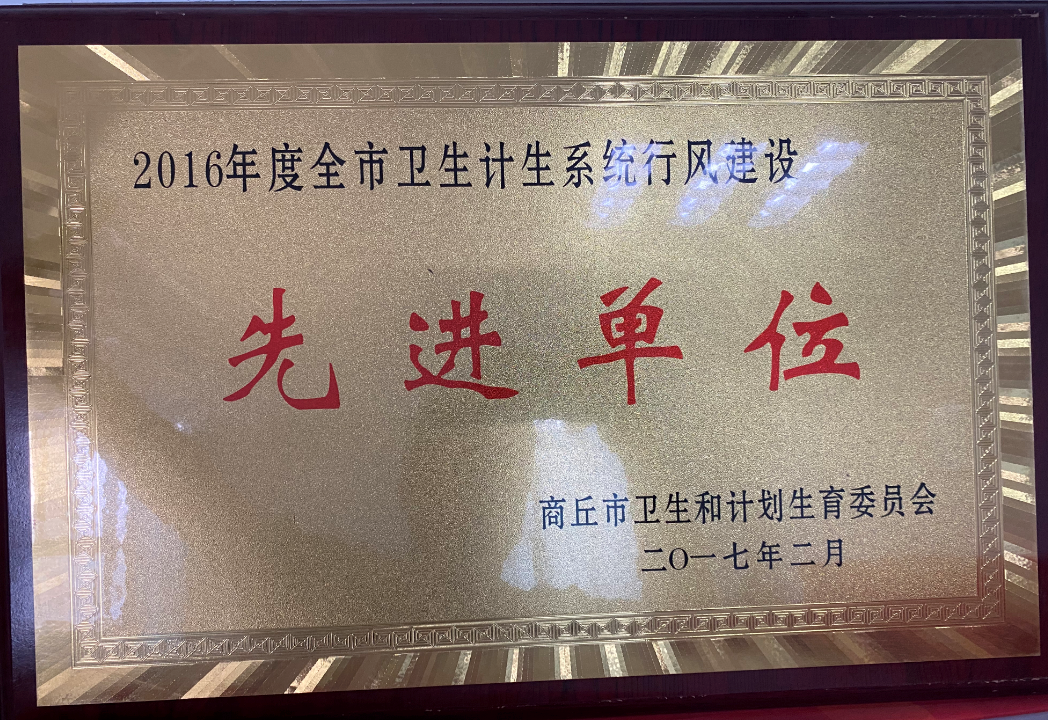 2016年度全市卫生计生系统行风建设
先进单位
商丘市卫生和计划生育委员会
二〇一七年二月